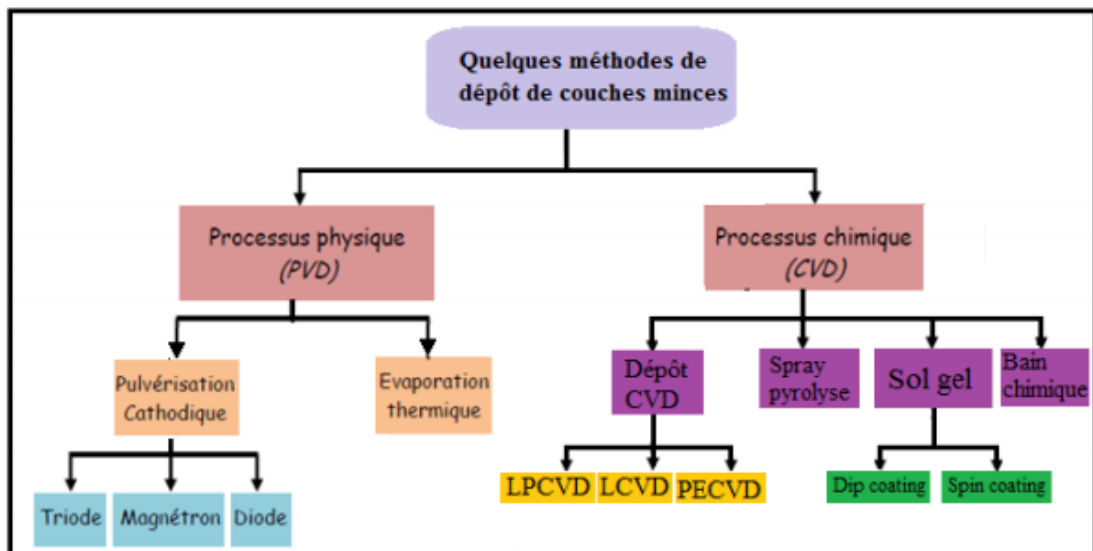 Quelques méthodes de
dépôt de couches minces
Processus physique
(PVD)
Processus chimique
(CVD)
Pulvérisation
Cathodique
Evaporation
thermique
Dépôt
CVD
Spray
pyrolyse
Sol gel
Bain
chimique
Triode
Magnétron
Diode
LPCVD
LCVD
PECVD
Dip coating
Spin coating